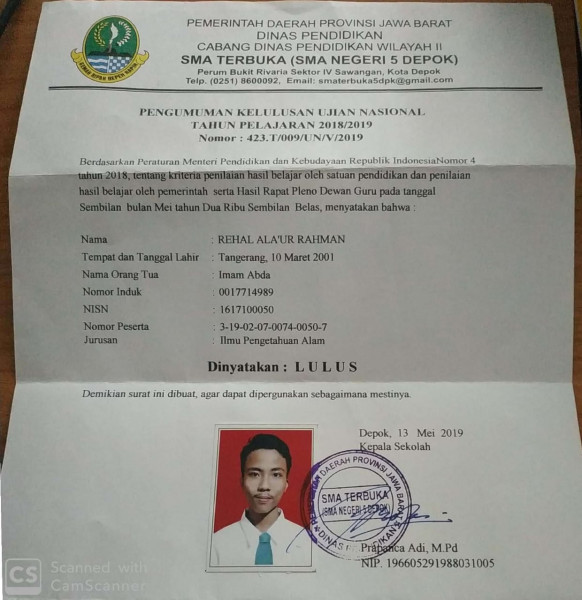 PEMERINTAH DAERAH PROVINSI JAWA BARAT
DINAS PENDIDIKAN
CABANG DINAS PENDIDIKAN WILAYAH II
SMA TERBUKA (SMA NEGERI 5 DEPOK)
Perum Bukit Rivaria Sektor IV Sawangan, Kota Depok
Telp. (0251) 8600092, Email: smaterbuka5dpk@gmail.com
PENGUMUMAN KELULUSAN UJIAN NASIONAL
TAHUN PELAJARAN 2018/2019
Nomor : 423.T/009/UN/V/2019
Berdasarkan Peraturan Menteri Pendidikan dan Kebudayaan Republik IndonesiaNomor 4
tahun 2018, tentang kriteria penilaian hasil belajar oleh satuan pendidikan dan penilaian
hasil belajar oleh pemerintah serta Hasil Rapat Pleno Dewan Guru pada tanggal
Sembilan bulan Mei tahun Dua Ribu Sembilan Belas, menyatakan bahwa :
Nama : REHAL ALA'UR RAHMAN
Tempat dan Tanggal Lahir : Tangerang, 10 Maret 2001
Nama Orang Tua : Imam Abda
Nomor Induk : 0017714989
NISN : 1617100050
Nomor Peserta : 3-19-02-07-0074-0050-7
Jurusan : Ilmu Pengetahuan Alam
Dinyatakan : L U L U S
Demikian surat ini dibuat, agar dapat dipergunakan sebagaimana mestinya.
Depok, 13 Mei 2019
Kepala Sekolah
DAERAH PROVINSI JAWA BARAT
SMA TERBUKA
(SMA NEGERI 5 DEPOK)
DINAS PENDIDIKAN
Prapanca Adi, M.Pd
NIP. 196605291988031005
CS Scanned with
CamScanner